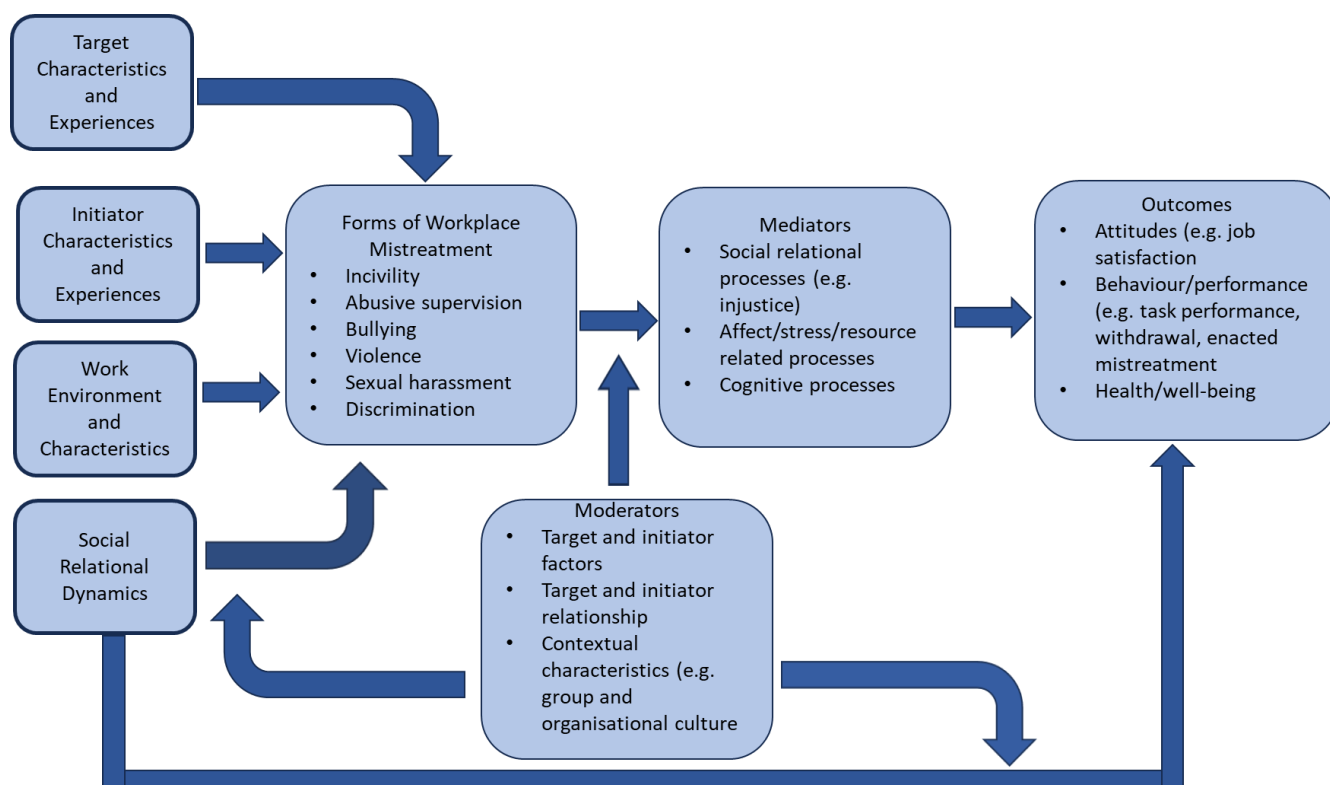 Target
Characteristics
and
Experiences
Initiator
Characteristics
and
Experiences
Work
Environment
and
Characteristics
Social
Relational
Dynamics
Forms of Workplace
Mistreatment
• Incivility
• Abusive supervision
• Bullying
• Violence
• Sexual harassment
• Discrimination
Mediators
• Social relational
processes (e.g.
injustice)
• Affect/stress/resource
related processes
• Cognitive processes
Outcomes
• Attitudes (e.g. job
satisfaction
• Behaviour/performance
(e.g. task performance,
withdrawal, enacted
mistreatment
• Health/well-being
Moderators
• Target and initiator
factors
• Target and initiator
relationship
• Contextual
characteristics (e.g.
group and
organisational culture